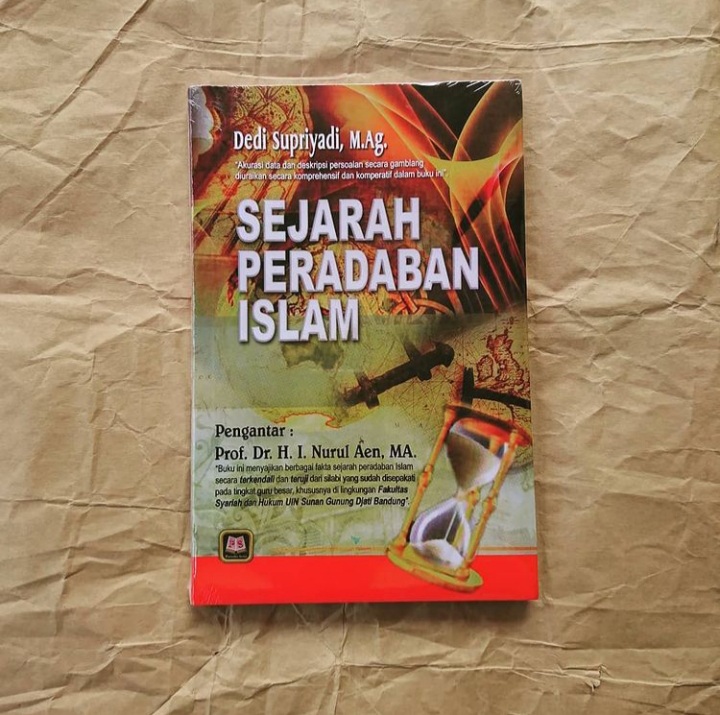 Dedi Supriyadi, M.Ag.
"Akurasi data dan deskripsi persoalan secara gamblang
diuraikan secara komprehensif dan komperatif dalam buku ini".
SEJARAH
PERADABAN
ISLAM
Pengantar :
Prof. Dr. H. I. Nurul Aen, MA.
"Buku ini menyajikan berbagai fakta sejarah peradaban Islam
secara terkendali dan teruji dari silabi yang sudah disepakati
pada tingkat guru besar, khususnya di lingkungan Fakultas
Syariah dan Hukum UIN Sunan Gunung Djati Bandung".